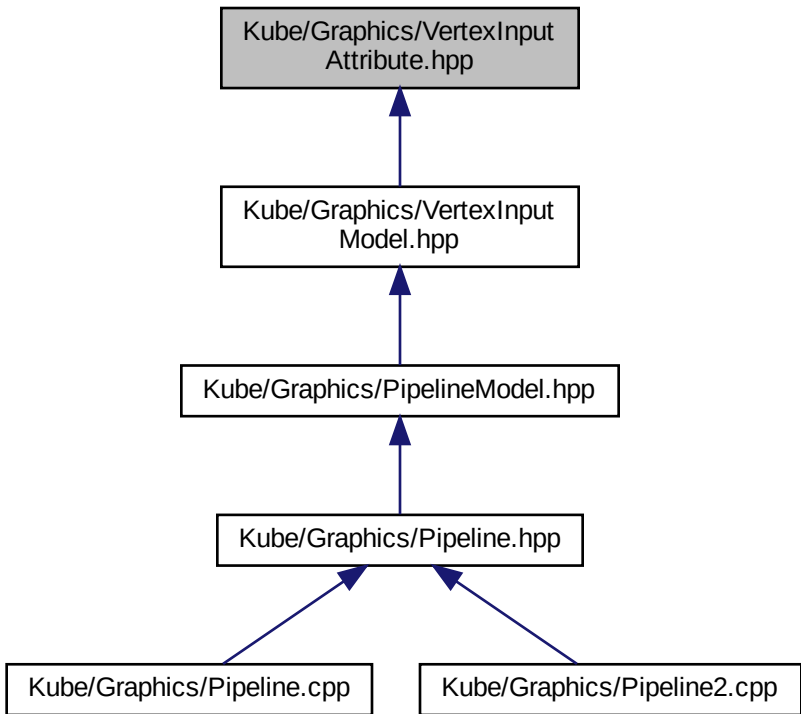 Kube/Graphics/VertexInput
Attribute.hpp
Kube/Graphics/VertexInput
Model.hpp
Kube/Graphics/PipelineModel.hpp
Kube/Graphics/Pipeline.hpp
Kube/Graphics/Pipeline.cpp
Kube/Graphics/Pipeline2.cpp